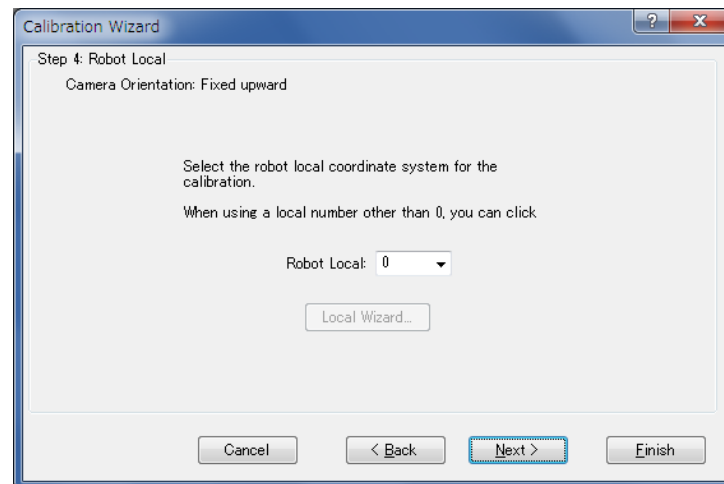 Calibration Wizard
?
X
Step 4: Robot Local
Camera Orientation: Fixed upward
Select the robot local coordinate system for the
calibration.
When using a local number other than 0, you can click
Robot Local: 0
Local Wizard...
Cancel
< Back
Next >
Finish